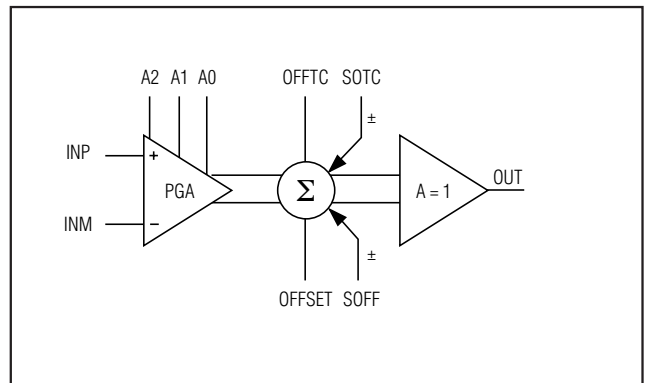 A2 A1 A0
OFFTC SOTC
±
INP
+
PGA
Σ
A = 1
OUT
INM
−
±
OFFSET SOFF